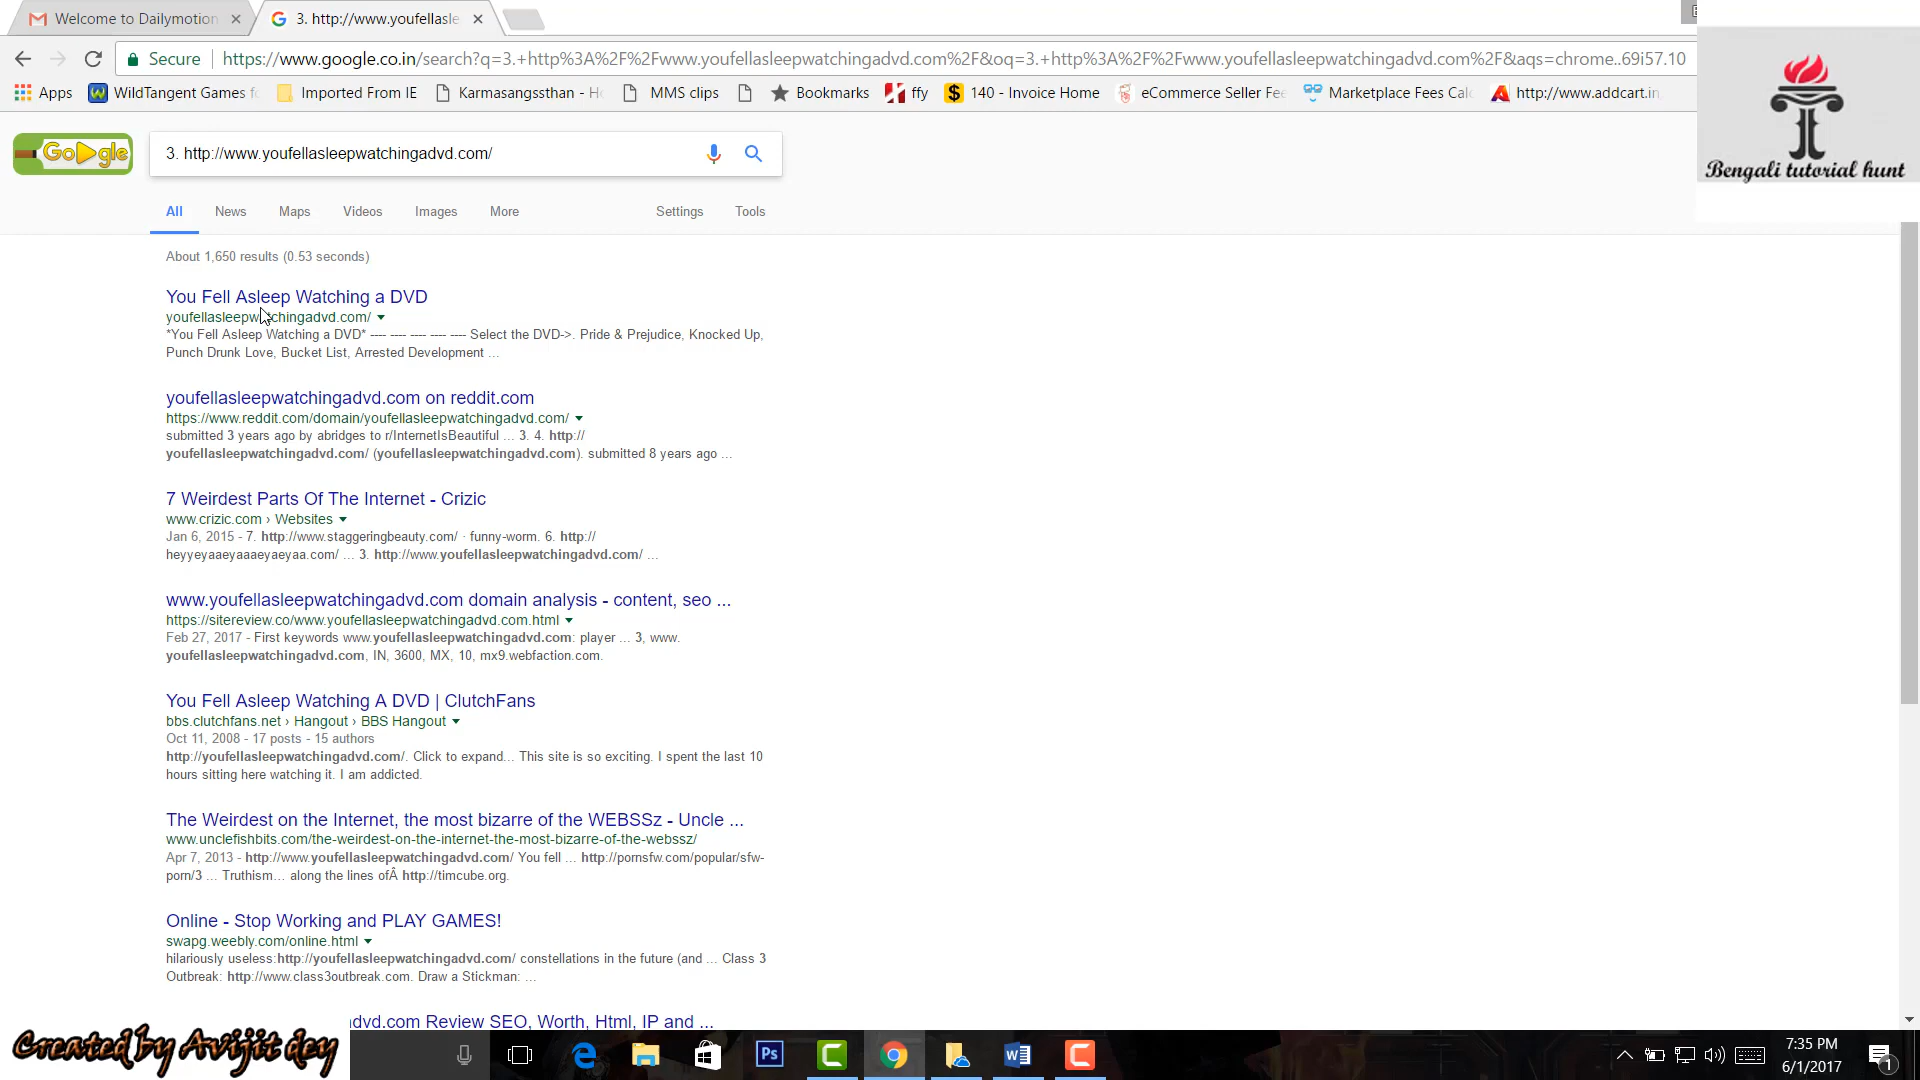 Welcome to Dailymotion
3. http://www.youfellasle
Secure
https://www.google.co.in/search?q=3.+http%3A%2F%2Fwww.youfellasleepwatchingadvd.com%2F&oq=3.+http%3A%2F%2Fwww.youfellasleepwatchingadvd.com%2F&aqs=chrome..69i57.10
Apps
WildTangent Games f
Imported From IE
Karmasangssthan - H
MMS clips
Bookmarks
ffy
140 - Invoice Home
eCommerce Seller Fe
Marketplace Fees Calc
http://www.addcart.in
Google
3. http://www.youfellasleepwatchingadvd.com/
Bengali tutorial hunt
All News Maps Videos Images More Settings Tools
About 1,650 results (0.53 seconds)
You Fell Asleep Watching a DVD
youfellasleepwatchingadvd.com/
*You Fell Asleep Watching a DVD* ---- ---- ---- ---- ---- Select the DVD->. Pride & Prejudice, Knocked Up,
Punch Drunk Love, Bucket List, Arrested Development ...
youfellasleepwatchingadvd.com on reddit.com
https://www.reddit.com/domain/youfellasleepwatchingadvd.com/
submitted 3 years ago by abridges to r/InternetIsBeautiful ... 3. 4. http://
youfellasleepwatchingadvd.com/ (youfellasleepwatchingadvd.com). submitted 8 years ago ...
7 Weirdest Parts Of The Internet - Crizic
www.crizic.com › Websites
Jan 6, 2015 - 7. http://www.staggeringbeauty.com/ · funny-worm. 6. http://
heyyeyaaeyaaaeyaeyaa.com/ ... 3. http://www.youfellasleepwatchingadvd.com/ ...
www.youfellasleepwatchingadvd.com domain analysis - content, seo ...
https://sitereview.co/www.youfellasleepwatchingadvd.com.html
Feb 27, 2017 - First keywords www.youfellasleepwatchingadvd.com: player ... 3, www.
youfellasleepwatchingadvd.com, IN, 3600, MX, 10, mx9.webfaction.com.
You Fell Asleep Watching A DVD | ClutchFans
bbs.clutchfans.net › Hangout › BBS Hangout
Oct 11, 2008 - 17 posts - 15 authors
http://youfellasleepwatchingadvd.com/. Click to expand... This site is so exciting. I spent the last 10
hours sitting here watching it. I am addicted.
The Weirdest on the Internet, the most bizarre of the WEBSSz - Uncle ...
www.unclefishbits.com/the-weirdest-on-the-internet-the-most-bizarre-of-the-webssz/
Apr 7, 2013 - http://www.youfellasleepwatchingadvd.com/ You fell ... http://pornsfw.com/popular/sfw-
porn/3 ... Truthism… along the lines ofÂ http://timcube.org.
Online - Stop Working and PLAY GAMES!
swapg.weebly.com/online.html
hilariously useless:http://youfellasleepwatchingadvd.com/ constellations in the future (and ... Class 3
Outbreak: http://www.class3outbreak.com. Draw a Stickman: ...
advd.com Review SEO, Worth, Html, IP and ...
Created by Avijit dey
Ps
7:35 PM
6/1/2017
1